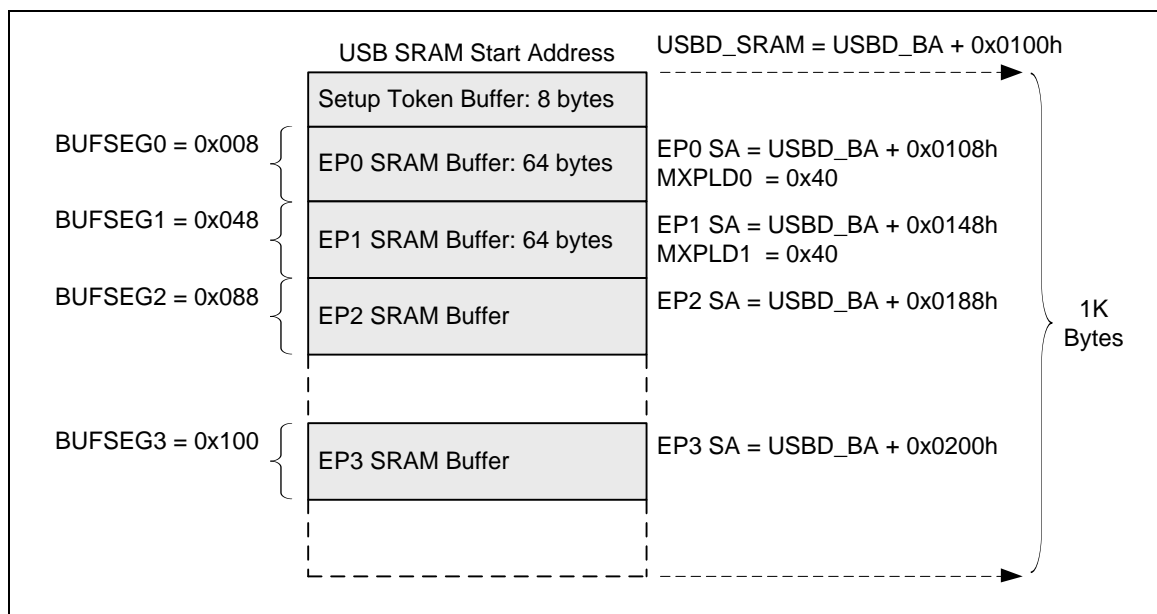 USB SRAM Start Address
USBD_SRAM = USBD_BA + 0x0100h
Setup Token Buffer: 8 bytes
BUFSEG0 = 0x008
EP0 SRAM Buffer: 64 bytes
EP0 SA = USBD_BA + 0x0108h
MXPLD0 = 0x40
BUFSEG1 = 0x048
EP1 SRAM Buffer: 64 bytes
EP1 SA = USBD_BA + 0x0148h
MXPLD1 = 0x40
BUFSEG2 = 0x088
EP2 SRAM Buffer
EP2 SA = USBD_BA + 0x0188h
1K
Bytes
BUFSEG3 = 0x100
EP3 SRAM Buffer
EP3 SA = USBD_BA + 0x0200h